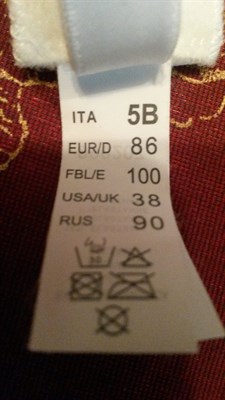 ITA 5B
EUR/D 86
FBL/E 100
USA/UK 38
RUS 90